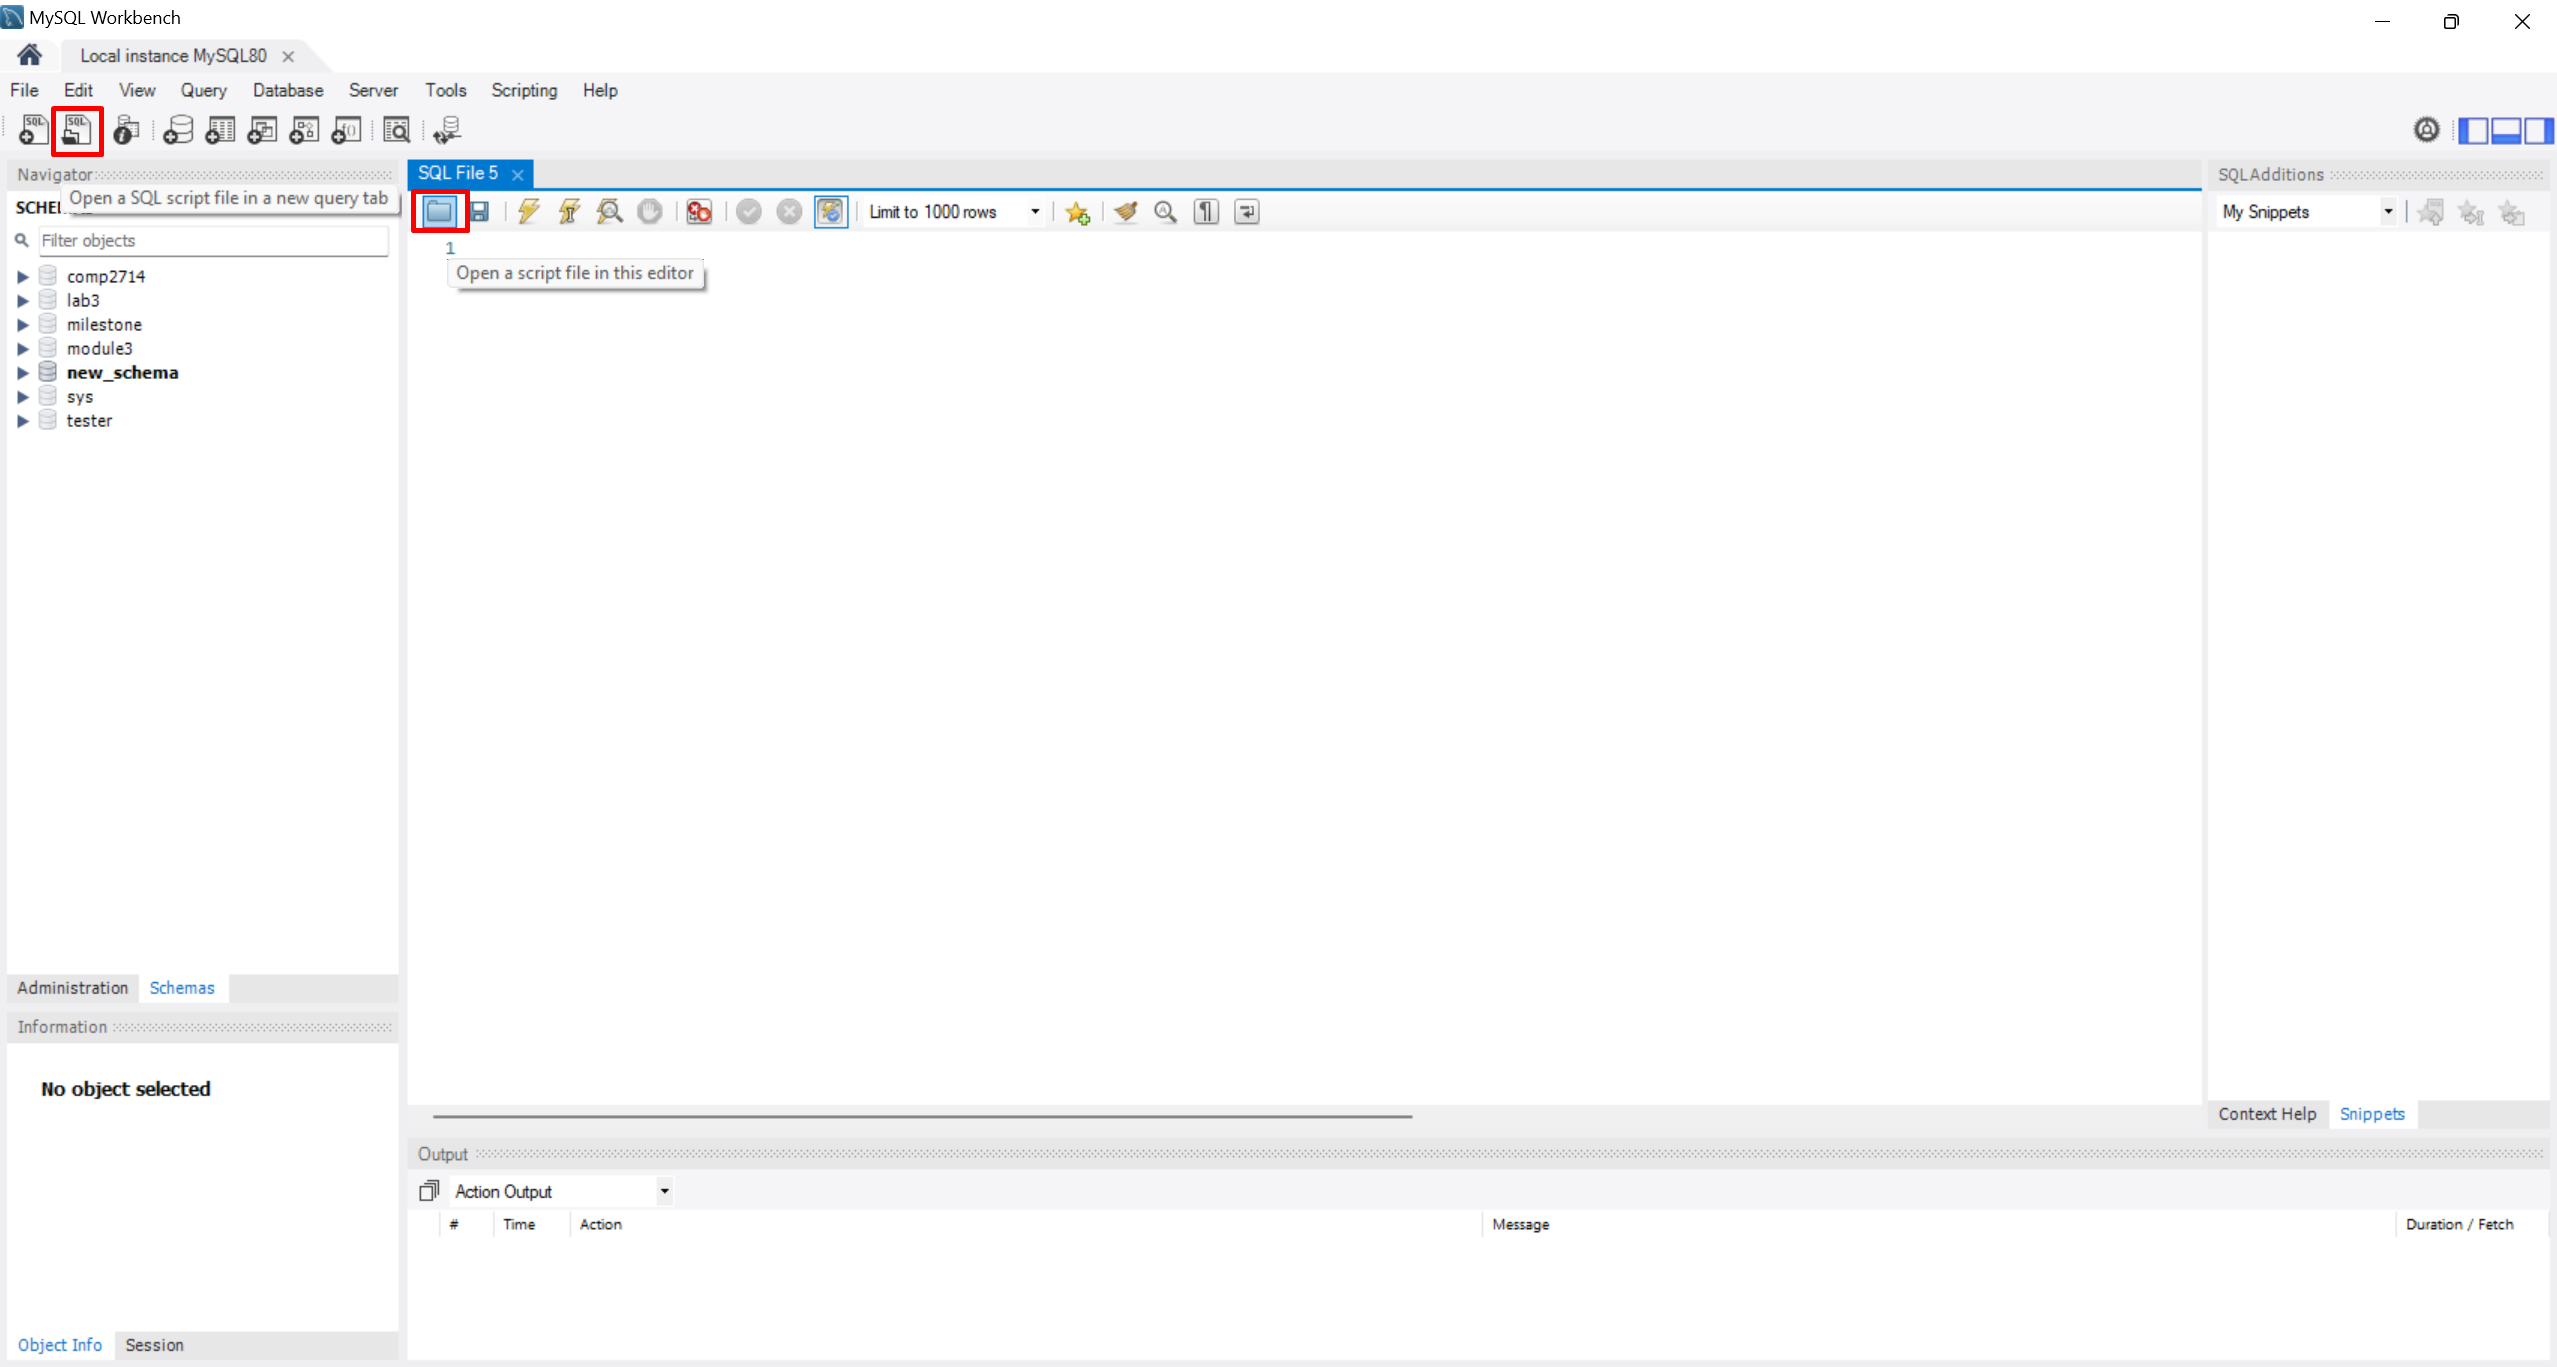 MySQL Workbench
Local instance MySQL80
File Edit View Query Database Server Tools Scripting Help
SQL SQL
Navigator
Open a SQL script file in a new query tab
Filter objects
comp2714
lab3
milestone
module3
new_schema
sys
tester
Administration Schemas
Information
No object selected
Object Info Session
SQL File 5
Limit to 1000 rows
1
Open a script file in this editor
SQLAdditions
My Snippets
Context Help Snippets
Output
Action Output
# Time Action Message Duration / Fetch